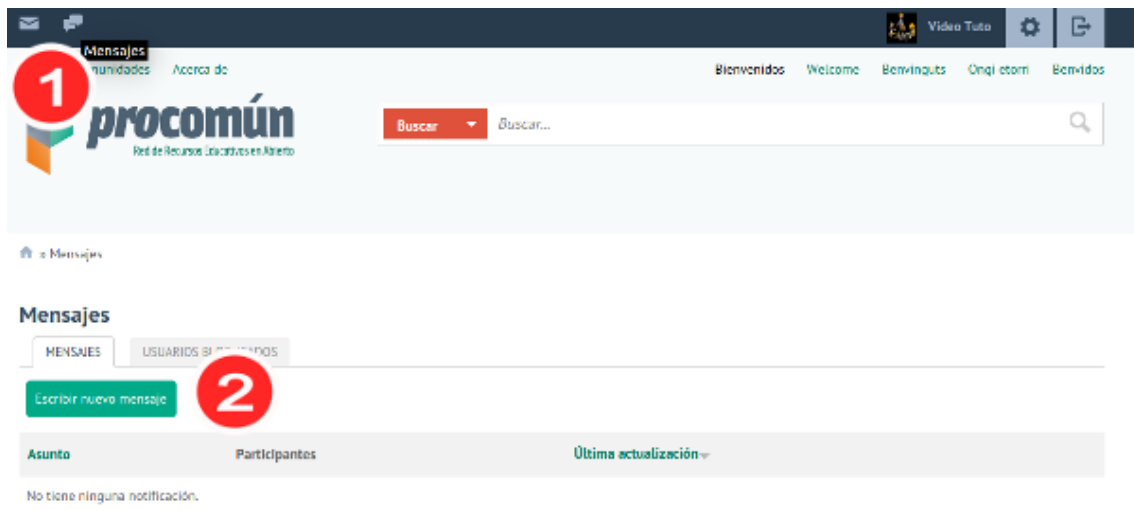 Video Tuto
Mensajes
1
Acerca de
Bienvenidos Welcome Benvinguts Ongi etorri Benvidos
procomún
Red de Recursos Educativos en Abierto
Buscar Buscar...
» Mensajes
Mensajes
MENSAJES USUARIOS
2
Escribir nuevo mensaje
Asunto Participantes Última actualización
No tiene ninguna notificación.